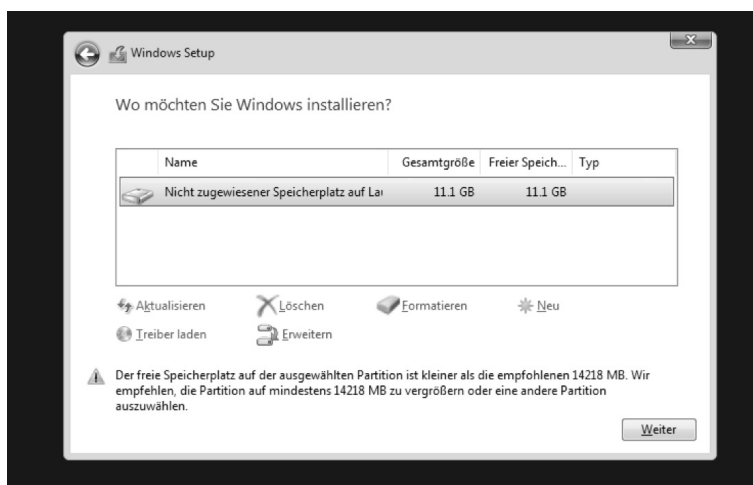 Windows Setup
Wo möchten Sie Windows installieren?
Name Gesamtgröße Freier Speich... Typ
Nicht zugewiesener Speicherplatz auf 11.1 GB 11.1 GB
Aktualisieren Löschen Formatieren Neu
Treiber laden Erweitern
Der freie Speicherplatz auf der ausgewählten Partition ist kleiner als die empfohlenen 14218 MB. Wir
empfehlen, die Partition auf mindestens 14218 MB zu vergrößern oder eine andere Partition
auszuwählen.
Weiter